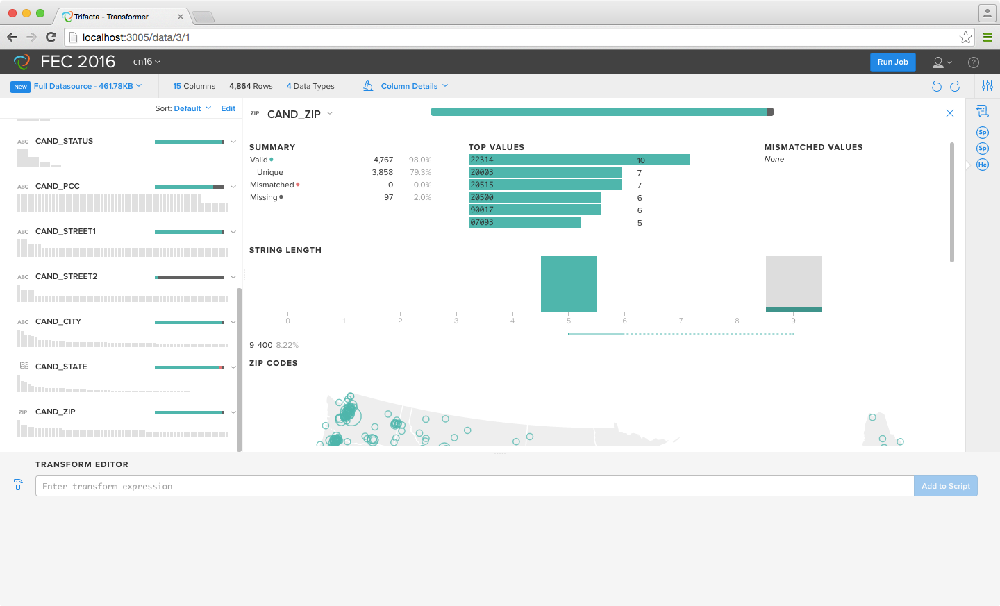 Trifacta - Transformer
localhost:3005/data/3/1
FEC 2016
cn16
Run Job
?
New
Full Datasource - 461.78KB
15 Columns
4,864 Rows
4 Data Types
Column Details
Sort: Default
Edit
ABC CAND_STATUS
ABC CAND_PCC
ABC CAND_STREET1
ABC CAND_STREET2
ABC CAND_CITY
CAND_STATE
ZIP CAND_ZIP
ZIP CAND_ZIP
SUMMARY
Valid 4,767 98.0%
Unique 3,858 79.3%
Mismatched 0 0.0%
Missing 97 2.0%
TOP VALUES
22314 10
20003 7
20515 7
20500 6
90017 6
07093 5
MISMATCHED VALUES
None
STRING LENGTH
0 1 2 3 4 5 6 7 8 9
9 400 8.22%
ZIP CODES
Sp
Sp
He
TRANSFORM EDITOR
Enter transform expression
Add to Script